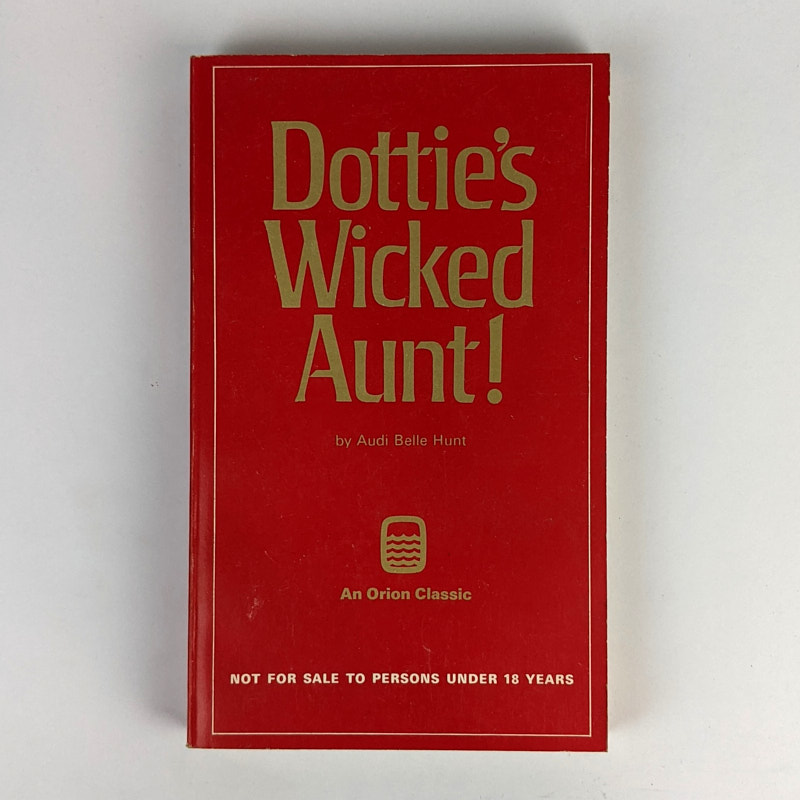 Dottie's
Wicked
Aunt!
by Audi Belle Hunt
An Orion Classic
NOT FOR SALE TO PERSONS UNDER 18 YEARS